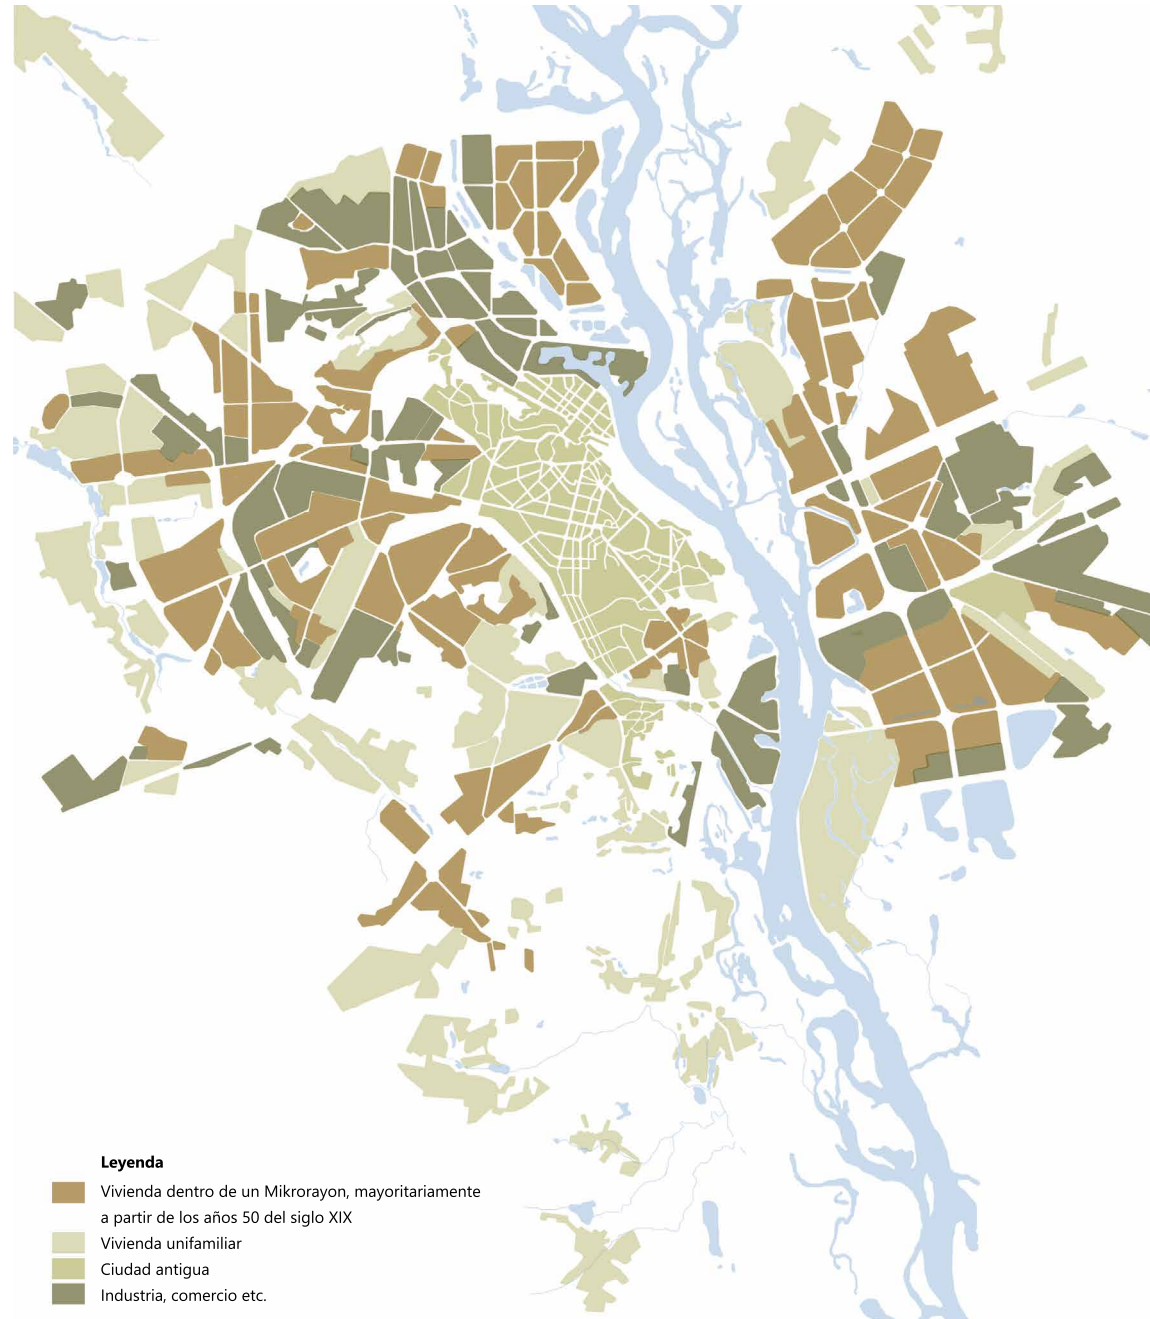 Leyenda
Vivienda dentro de un Mikrorayon, mayoritariamente
a partir de los años 50 del siglo XIX
Vivienda unifamiliar
Ciudad antigua
Industria, comercio etc.